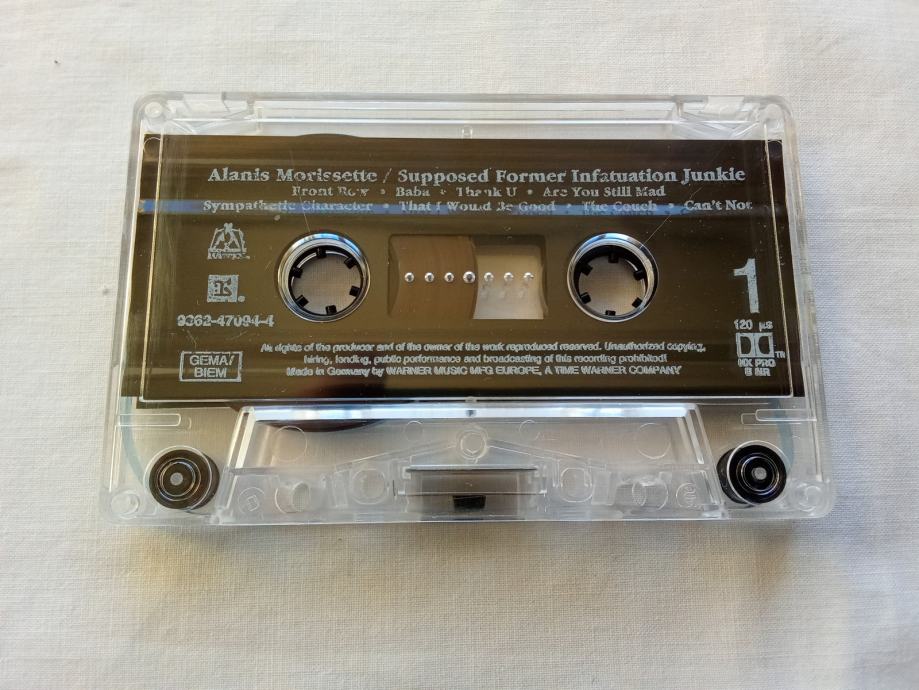 Alanis Morissette / Supposed Former Infatuation Junkie
Front Row • Baba • Thank U • Are You Still Mad
Sympathetic Character • That I Would Be Good • The Couch • Can't Not
1
9362-47094-4
120 µs
GEMA/
BIEM
HX PRO
B NR
TM
All rights of the producer and of the owner of the work reproduced reserved. Unauthorized copying,
hiring, lending, public performance and broadcasting of this recording prohibited!
Made in Germany by WARNER MUSIC MFG EUROPE, A TIME WARNER COMPANY